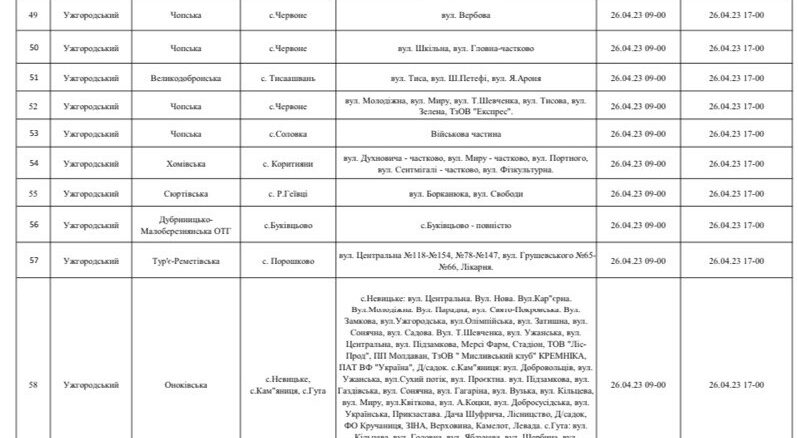 49 Ужгородський Чопська с.Червоне вул. Вербова 26.04.23 09-00 26.04.23 17-00
50 Ужгородський Чопська с.Червоне вул. Шкільна, вул. Гловна-частково 26.04.23 09-00 26.04.23 17-00
51 Ужгородський Великодобронська с. Тисаашвань вул. Тиса, вул. Ш.Петефі, вул. Я.Ароня 26.04.23 09-00 26.04.23 17-00
52 Ужгородський Чопська с.Червоне вул. Молодіжна, вул. Миру, вул. Т.Шевченка, вул. Тисова, вул.
Зелена, ТзОВ "Експрес". 26.04.23 09-00 26.04.23 17-00
53 Ужгородський Чопська с.Соловка Військова частина 26.04.23 09-00 26.04.23 17-00
54 Ужгородський Хомівська с. Коритняни вул. Духновича - частково, вул. Миру - частково, вул. Портного,
вул. Сентмігалі - частково, вул. Фізкультурна. 26.04.23 09-00 26.04.23 17-00
55 Ужгородський Сюртівська с. Р.Геївці вул. Борканюка, вул. Свободи 26.04.23 09-00 26.04.23 17-00
56 Ужгородський Дубриницько-
Малоберезнянська ОТГ с.Буківцьово с.Буківцьово - повністю 26.04.23 09-00 26.04.23 17-00
57 Ужгородський Тур'є-Реметівська с. Порошково вул. Центральна №118-№154, №78-№147, вул. Грушевського №65-
№66, Лікарня. 26.04.23 09-00 26.04.23 17-00
58 Ужгородський Оноківська с.Невицьке,
с.Кам"яниця, с.Гута
с.Невицьке: вул. Центральна. Вул. Нова. Вул.Кар"єрна.
Вул.Молодіжна. Вул. Парадна, вул. Свято-Покровська. Вул.
Замкова, вул.Ужгородська, вул.Олімпійська, вул. Затишна, вул.
Сонячна, вул. Садова. Вул. Т.Шевченка, вул. Ужанська, вул.
Центральна, вул. Підзамкова, Мерсі Фарм, Стадіон, ТОВ "Ліс-
Прод", ПП Молдаван, ТзОВ " Мисливський клуб" КРЕМНІКА,
ПАТ ВФ "Україна", Д/садок. с.Кам"яниця: вул. Добровольців, вул.
Ужанська, вул.Сухий потік, вул. Проєктна. вул. Підзамкова, вул.
Газдівська, вул. Сонячна, вул. Гагаріна, вул. Вузька, вул. Кільцева,
вул. Миру, вул.Квіткова, вул. А.Коцки, вул. Добросусідська, вул.
Українська, Прикзастава. Дача Шуфрича, Лісництво, Д/садок,
ФО Кручаниця, ЗІНА, Верховина, Камелот, Левада. с.Гута: вул.
Кільцева, вул. Головна, вул. Яблунева, вул. Щербина, вул.
26.04.23 09-00 26.04.23 17-00